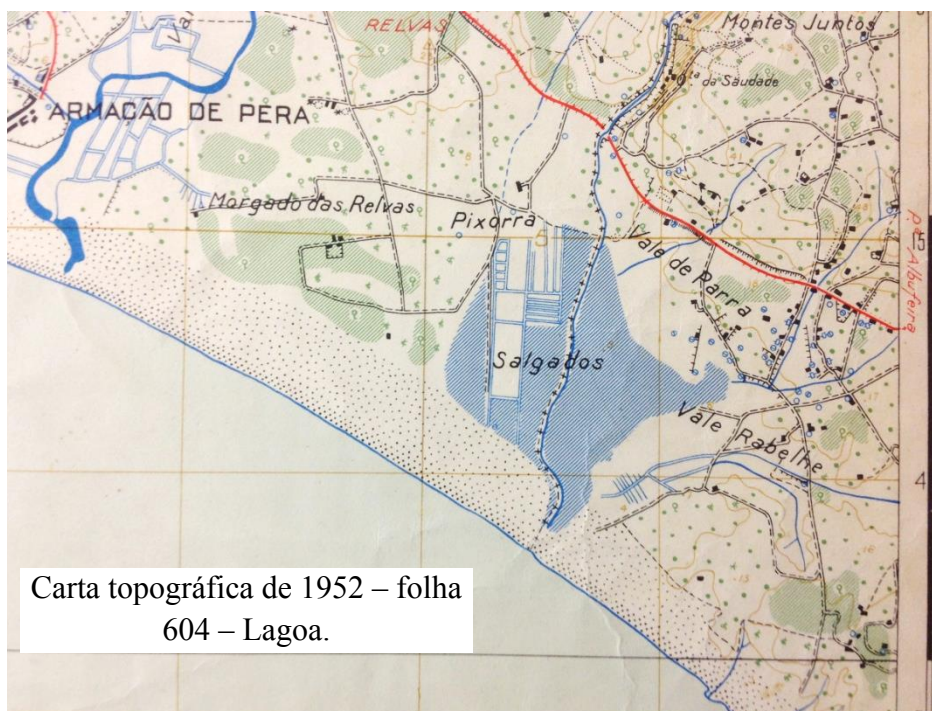 RELVAS
Montes Juntos
da Saudade
ARMAÇÃO DE PÊRA
Morgado das Relvas
Pixorra
15
Vale de Parra
P.ª Albufeira
Salgados
Vale Rabelhe
4
Carta topográfica de 1952 – folha
604 – Lagoa.